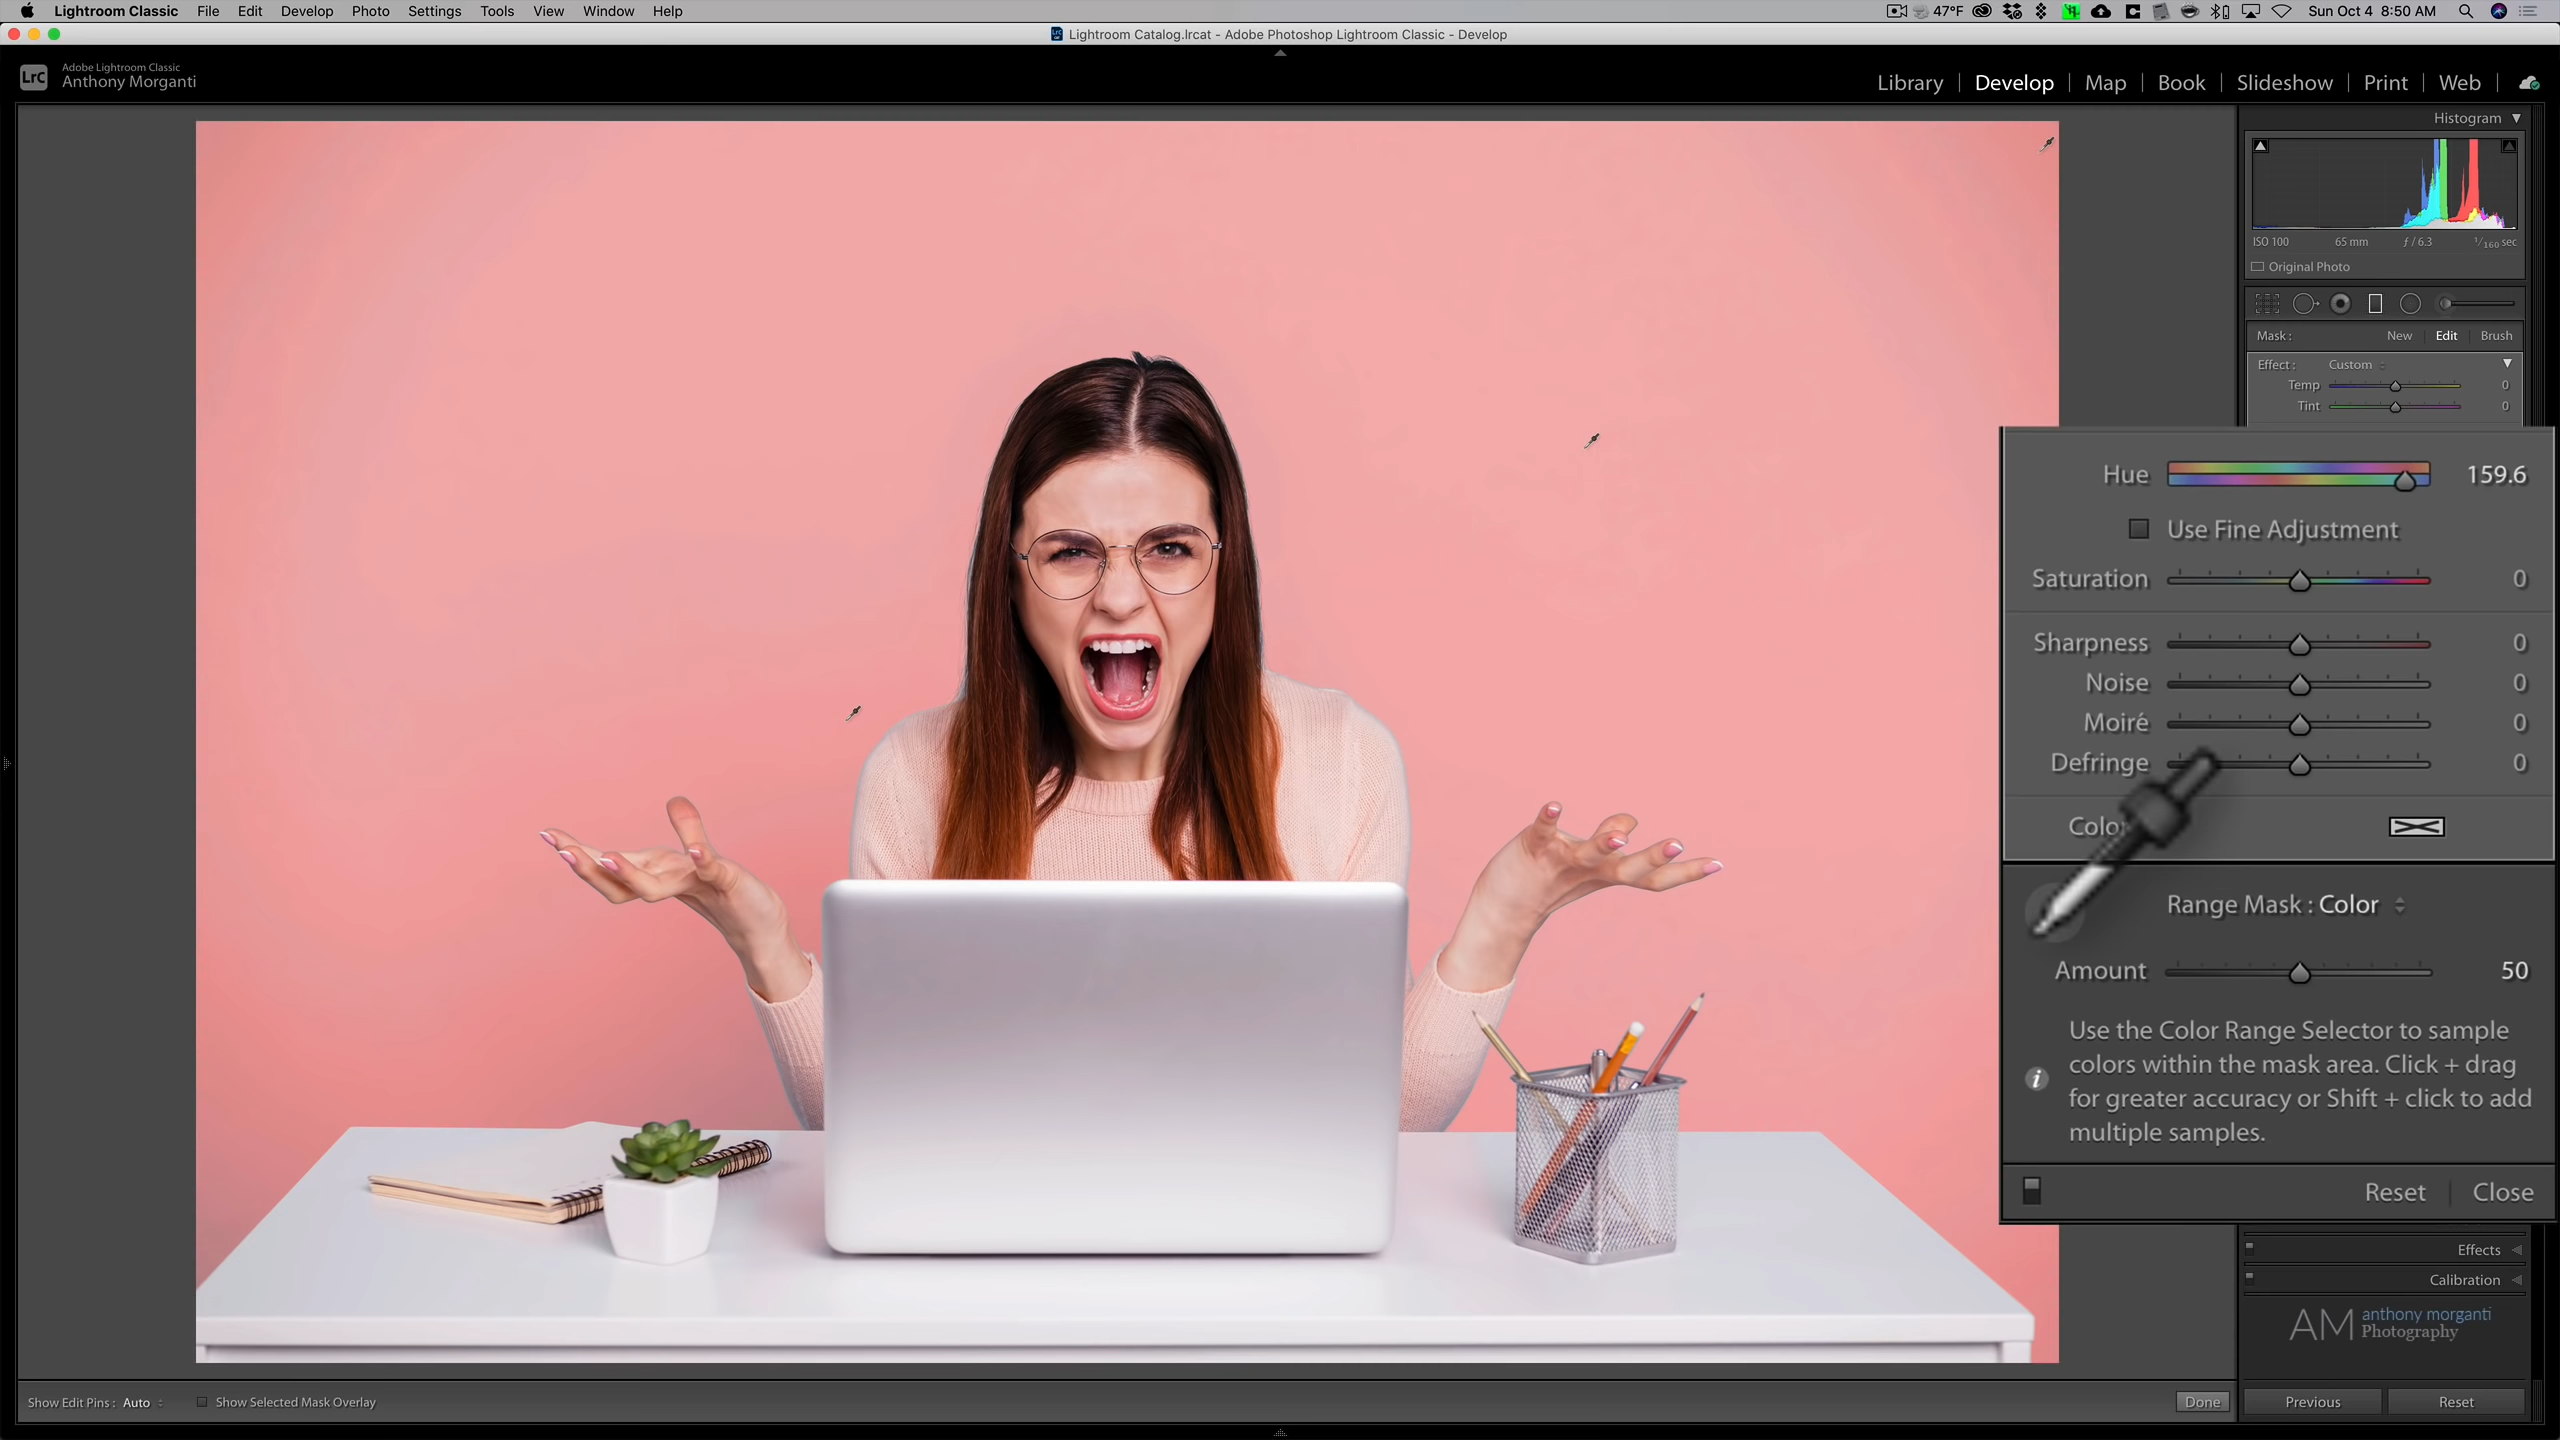 Lightroom Classic File Edit Develop Photo Settings Tools View Window Help 47°F Sun Oct 4 8:50 AM
Lightroom Catalog.lrcat - Adobe Photoshop Lightroom Classic - Develop
LrC
Adobe Lightroom Classic
Anthony Morganti
Library | Develop | Map | Book | Slideshow | Print | Web
Histogram
ISO 100 65 mm ƒ / 6.3 1/160 sec
Original Photo
Mask : New Edit Brush
Effect : Custom
Temp 0
Tint 0
Hue 159.6
Use Fine Adjustment
Saturation 0
Sharpness 0
Noise 0
Moiré 0
Defringe 0
Color
Range Mask : Color
Amount 50
Use the Color Range Selector to sample
colors within the mask area. Click + drag
for greater accuracy or Shift + click to add
multiple samples.
Reset Close
Effects
Calibration
AM anthony morganti
Photography
Show Edit Pins : Auto Show Selected Mask Overlay Done Previous Reset